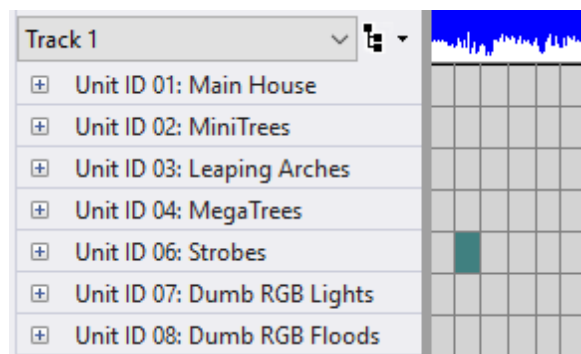 Track 1
Unit ID 01: Main House
Unit ID 02: MiniTrees
Unit ID 03: Leaping Arches
Unit ID 04: MegaTrees
Unit ID 06: Strobes
Unit ID 07: Dumb RGB Lights
Unit ID 08: Dumb RGB Floods